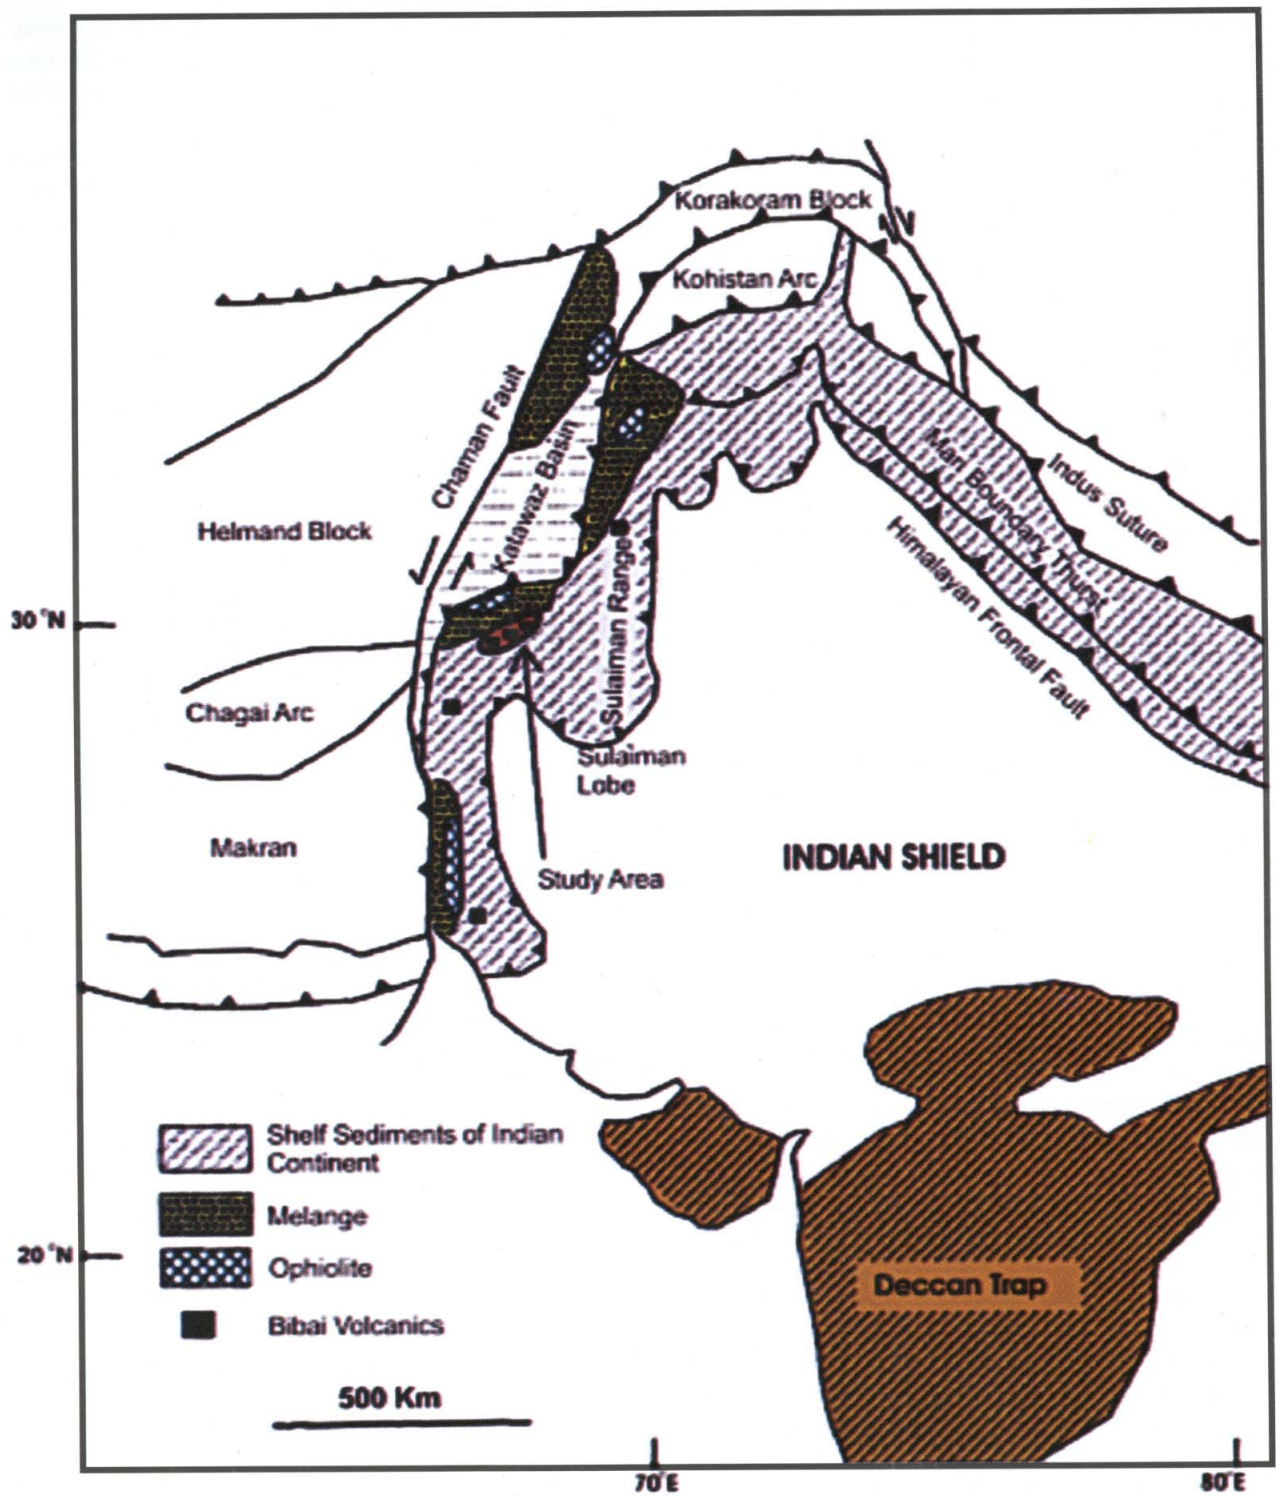 Korakoram Block
Kohistan Arc
Chaman Fault
Katawaz Basin
Helmand Block
Mari Boundary Thurst
Indus Suture
Himalayan Frontal Fault
30°N
Sulaiman Range
Chagai Arc
Sulaiman
Lobe
Makran
INDIAN SHIELD
Study Area
Shelf Sediments of Indian
Continent
Melange
20°N
Ophiolite
Deccan Trap
Bibai Volcanics
500 Km
70°E
80°E